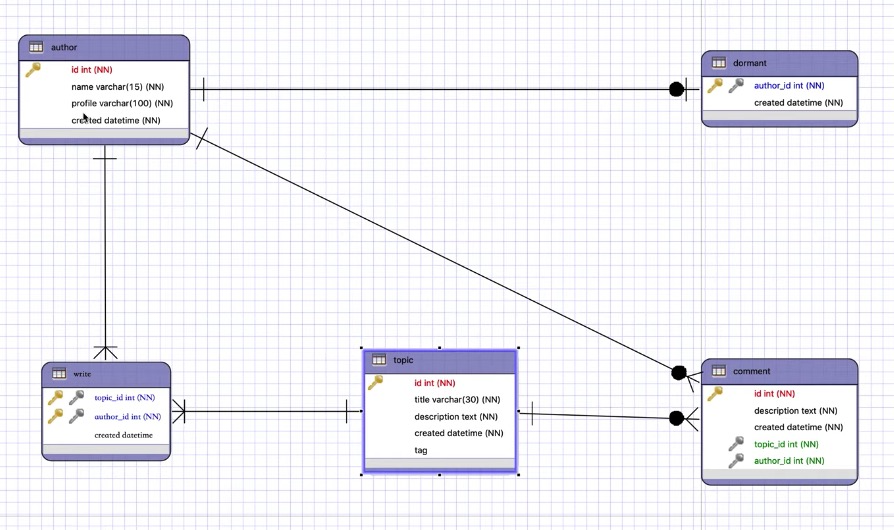 author
id int (NN)
name varchar(15) (NN)
profile varchar(100) (NN)
created datetime (NN)
dormant
author_id int (NN)
created datetime (NN)
write
topic_id int (NN)
author_id int (NN)
created datetime
topic
id int (NN)
title varchar(30) (NN)
description text (NN)
created datetime (NN)
tag
comment
id int (NN)
description text (NN)
created datetime (NN)
topic_id int (NN)
author_id int (NN)